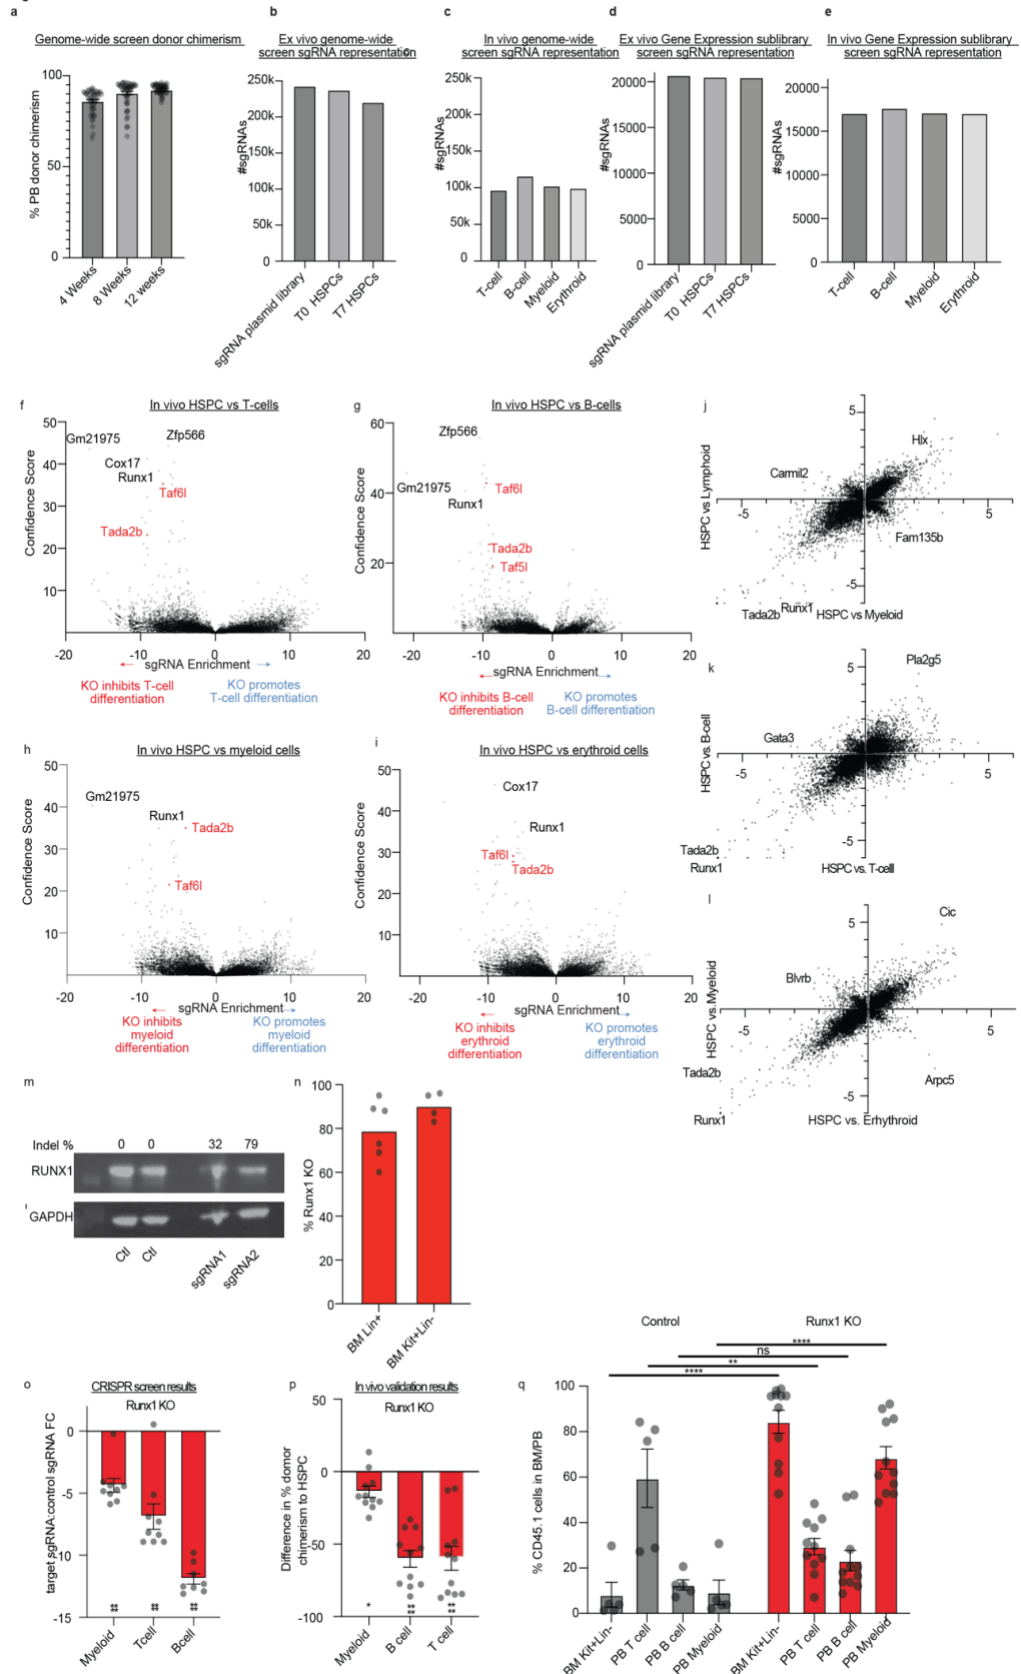 a
Genome-wide screen donor chimerism
% PB donor chimerism
100
50
0
4 Weeks
8 Weeks
12 weeks
b
Ex vivo genome-wide
screen sgRNA representation
#sgRNAs
250k
200k
150k
100k
50k
0
sgRNA plasmid library
T0 HSPCs
T7 HSPCs
c
In vivo genome-wide
screen sgRNA representation
#sgRNAs
250k
200k
150k
100k
50k
0
T-cell
B-cell
Myeloid
Erythroid
d
Ex vivo Gene Expression sublibrary
screen sgRNA representation
#sgRNAs
20000
15000
10000
5000
0
sgRNA plasmid library
T0 HSPCs
T7 HSPCs
e
In vivo Gene Expression sublibrary
screen sgRNA representation
#sgRNAs
20000
15000
10000
5000
0
T-cell
B-cell
Myeloid
Erythroid
f
In vivo HSPC vs T-cells
Confidence Score
50
40
30
20
10
Gm21975
Zfp566
Cox17
Runx1
Taf6l
Tada2b
-20 -10 0 10 20
sgRNA Enrichment
KO inhibits T-cell
differentiation
KO promotes
T-cell differentiation
g
In vivo HSPC vs B-cells
Confidence Score
60
40
20
Zfp566
Gm21975
Taf6l
Runx1
Tada2b
Taf5l
-20 -10 0 10 20
sgRNA Enrichment
KO inhibits B-cell
differentiation
KO promotes
B-cell differentiation
j
HSPC vs Lymphoid
5
Hlx
Carmil2
-5 5
Fam135b
-5
Tada2b
Runx1
HSPC vs Myeloid
k
HSPC vs. B-cell
5
Pla2g5
Gata3
-5 5
-5
Tada2b
Runx1
HSPC vs. T-cell
h
In vivo HSPC vs myeloid cells
Confidence Score
50
40
30
20
10
Gm21975
Runx1
Tada2b
Taf6l
-20 -10 0 10 20
sgRNA Enrichment
KO inhibits
myeloid
differentiation
KO promotes
myeloid
differentiation
i
In vivo HSPC vs erythroid cells
Confidence Score
50
40
30
20
10
Cox17
Runx1
Taf6l
Tada2b
-20 -10 0 10 20
sgRNA Enrichment
KO inhibits
erythroid
differentiation
KO promotes
erythroid
differentiation
l
HSPC vs. Myeloid
5
Cic
Blvrb
-5 5
Tada2b
Arpc5
-5
Runx1
HSPC vs. Erhythroid
m
Indel % 0 0 32 79
RUNX1
GAPDH
Ctl
Ctl
sgRNA1
sgRNA2
n
% Runx1 KO
100
80
60
40
20
0
BM Lin+
BM Kit+Lin-
o
CRISPR screen results
Runx1 KO
target sgRNA:control sgRNA FC
0
-5
-10
-15
‡‡ ‡‡ ‡‡
Myeloid
Tcell
Bcell
p
In vivo validation results
Runx1 KO
Difference in % domor
chimerism to HSPC
50
0
-50
-100
* ‡‡ ‡‡
Myeloid
B cell
T cell
q
Control
Runx1 KO
****
ns
**
****
% CD45.1 cells in BM/PB
100
80
60
40
20
0
BM Kit+Lin-
PB T cell
PB B cell
PB Myeloid
BM Kit+Lin-
PB T cell
PB B cell
PB Myeloid